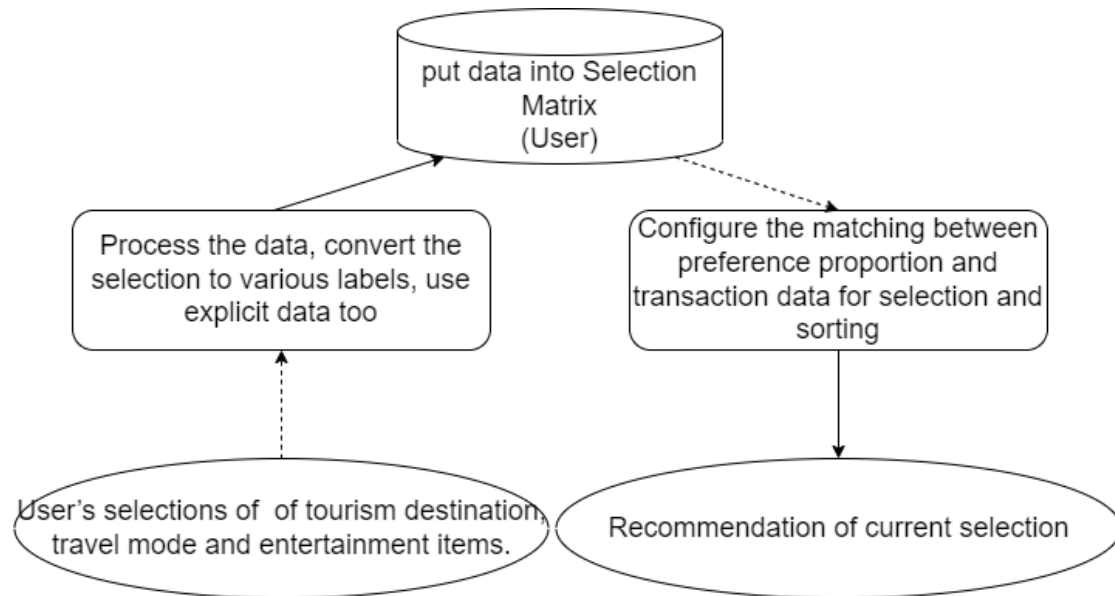 put data into Selection
Matrix
(User)
Process the data, convert the
selection to various labels, use
explicit data too
Configure the matching between
preference proportion and
transaction data for selection and
sorting
User’s selections of of tourism destination,
travel mode and entertainment items.
Recommendation of current selection